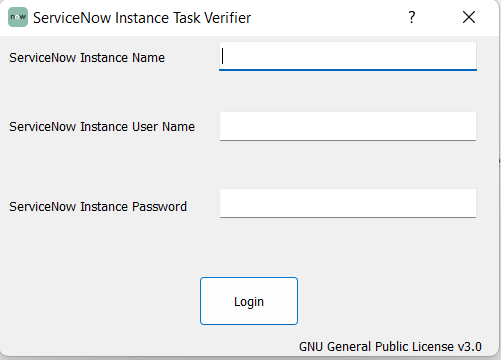 now
ServiceNow Instance Task Verifier
?
ServiceNow Instance Name
ServiceNow Instance User Name
ServiceNow Instance Password
Login
GNU General Public License v3.0